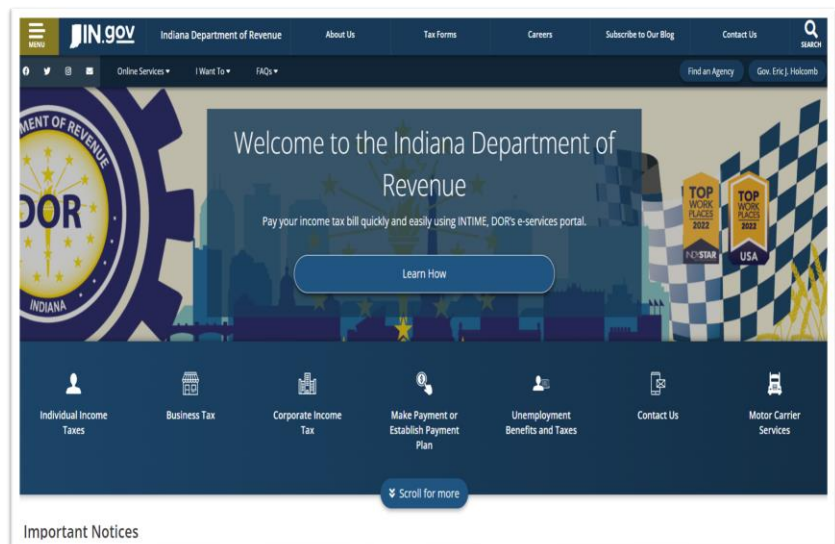 MENU
IN.gov
Indiana Department of Revenue
About Us
Tax Forms
Careers
Subscribe to Our Blog
Contact Us
SEARCH
Online Services ▾
I Want To ▾
FAQs ▾
Find an Agency
Gov. Eric J. Holcomb
MENT OF REVENUE
DOR
INDIANA
Welcome to the Indiana Department of
Revenue
Pay your income tax bill quickly and easily using INTIME, DOR's e-services portal.
Learn How
TOP
WORK
PLACES
2022
INDYSTAR
TOP
WORK
PLACES
2022
USA
Individual Income
Taxes
Business Tax
Corporate Income
Tax
Make Payment or
Establish Payment
Plan
Unemployment
Benefits and Taxes
Contact Us
Motor Carrier
Services
Scroll for more
Important Notices